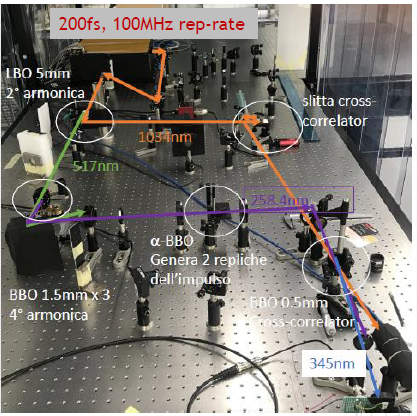 200fs, 100MHz rep-rate
LBO 5mm
2° armonica
slitta cross-
correlator
1034nm
517nm
258.4nm
α-BBO
Genera 2 repliche
dell'impulso
BBO 1.5mm x 3
4° armonica
BBO 0.5mm
Cross-correlator
345nm